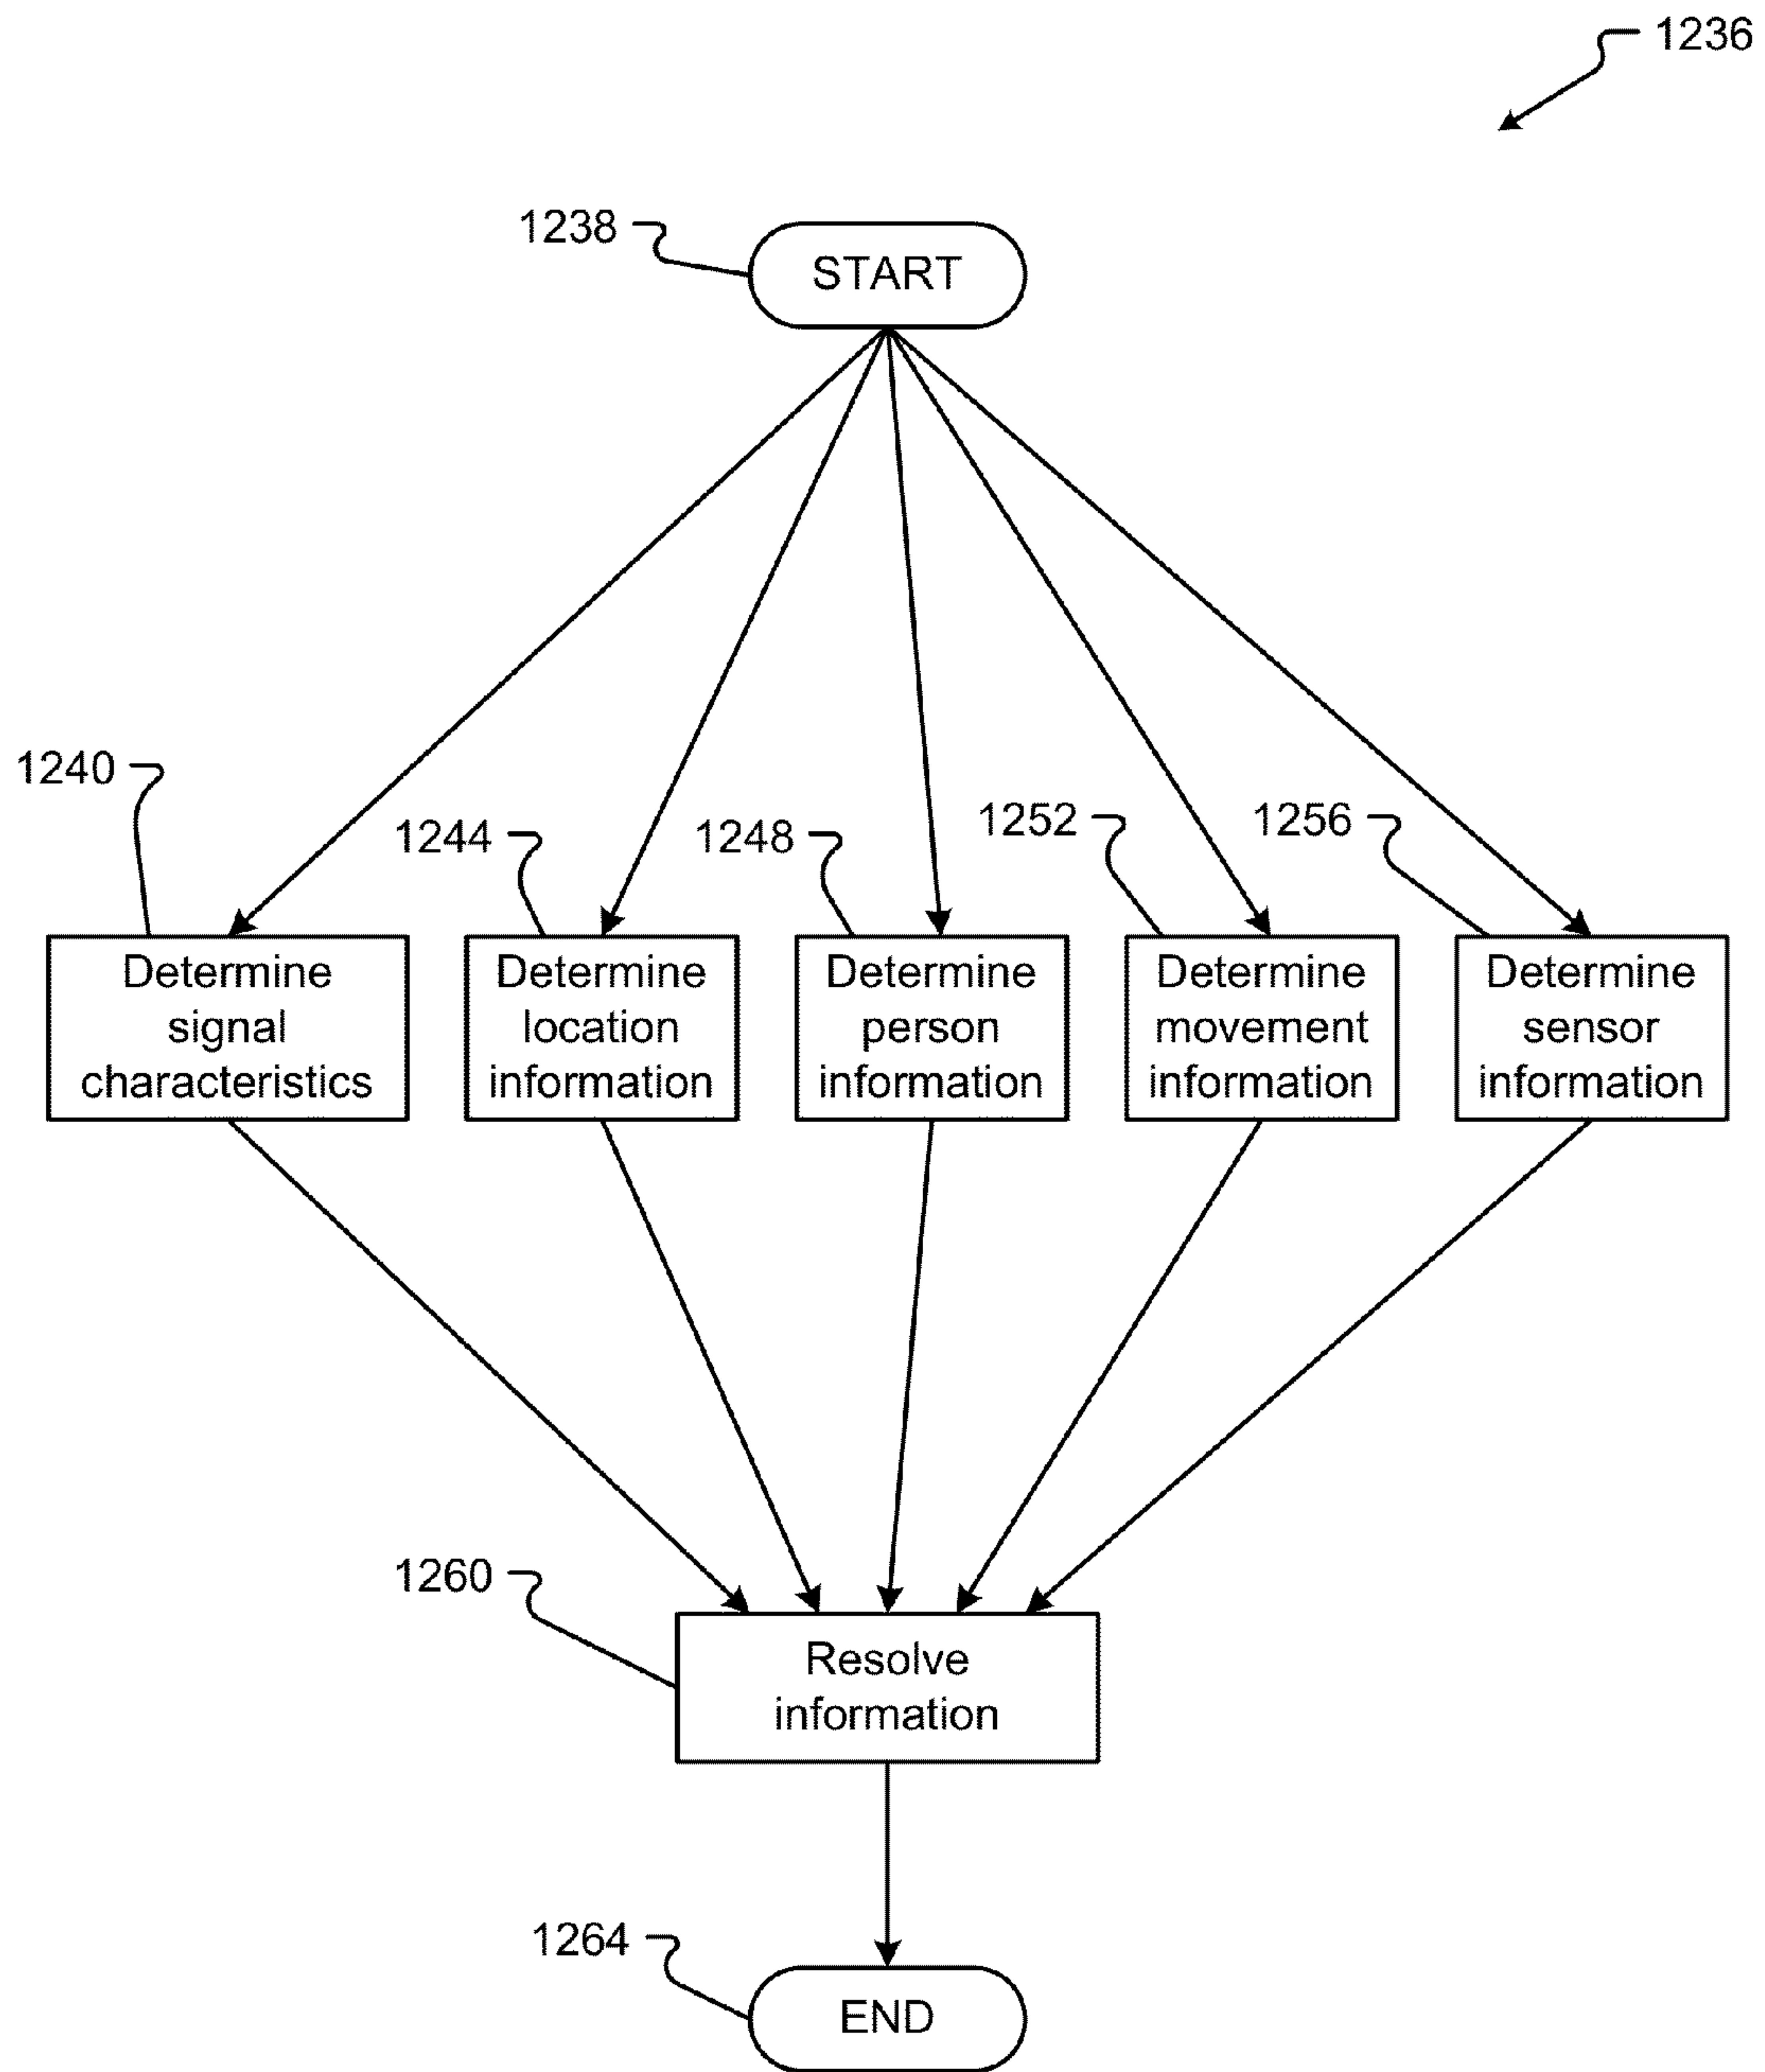 1236
1238
START
1240
1244
1248
1252
1256
Determine
signal
characteristics
Determine
location
information
Determine
person
information
Determine
movement
information
Determine
sensor
information
1260
Resolve
information
1264
END